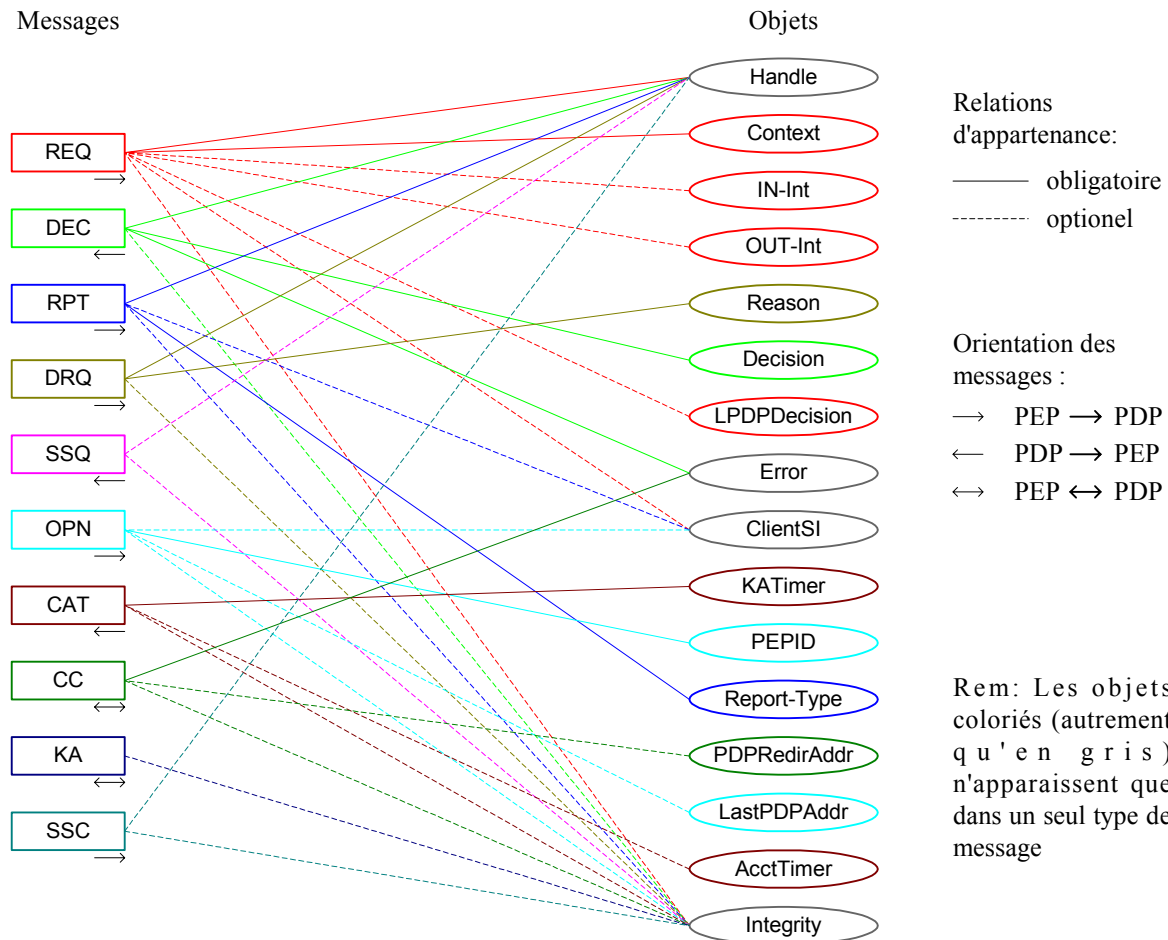 Messages
Objets
REQ
DEC
RPT
DRQ
SSQ
OPN
CAT
CC
KA
SSC
Handle
Context
IN-Int
OUT-Int
Reason
Decision
LPDPDecision
Error
ClientSI
KATimer
PEPID
Report-Type
PDPRedirAddr
LastPDPAddr
AcctTimer
Integrity
Relations
d'appartenance:
obligatoire
optionel
Orientation des
messages :
→ PEP → PDP
← PDP → PEP
↔ PEP ↔ PDP
Rem: Les objets
coloriés (autrement
qu'en gris)
n'apparaissent que
dans un seul type de
message